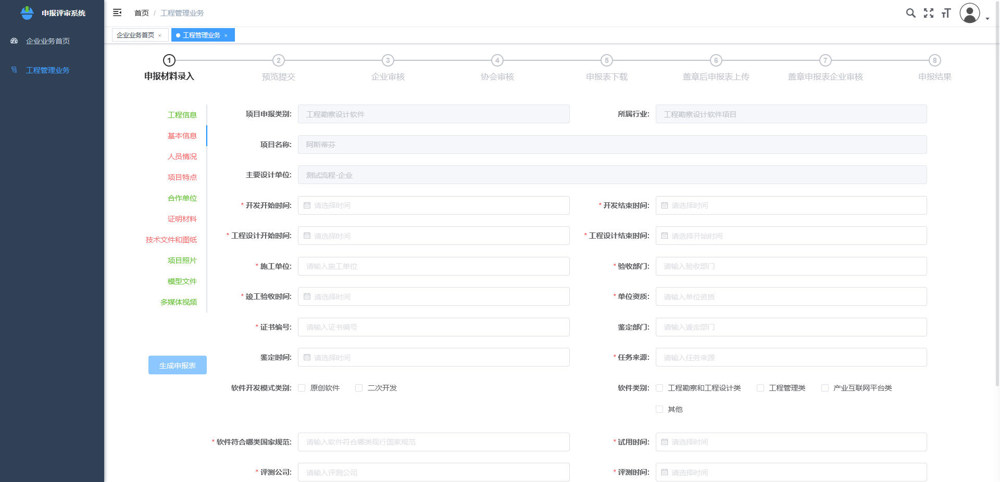 申报评审系统
企业业务首页
工程管理业务
首页 / 工程管理业务
企业业务首页 ×
工程管理业务 ×
1 2 3 4 5 6 7 8
申报材料录入 预览提交 企业审核 协会审核 申报表下载 盖章后申报表上传 盖章申报表企业审核 申报结果
工程信息
基本信息
人员情况
项目特点
合作单位
证明材料
技术文件和图纸
项目照片
模型文件
多媒体视频
生成申报表
项目申报类别: 工程勘察设计软件 所属行业: 工程勘察设计软件项目
项目名称: 阿斯蒂芬
主要设计单位: 测试流程-企业
* 开发开始时间: 请选择时间 * 开发结束时间: 请选择时间
* 工程设计开始时间: 请选择时间 * 工程设计结束时间: 请选择开始时间
* 施工单位: 请输入施工单位 * 验收部门: 请输入验收部门
* 竣工验收时间: 请选择时间 * 单位资质: 请输入单位资质
* 证书编号: 请输入证书编号 鉴定部门: 请输入鉴定部门
鉴定时间: 请选择时间 * 任务来源: 请输入任务来源
软件开发模式类别: 原创软件 二次开发 软件类别: 工程勘察和工程设计类 工程管理类 产业互联网平台类
其他
* 软件符合哪类国家规范: 请输入软件符合哪类现行国家规范 * 试用时间: 请选择时间
* 评测公司: 请输入评测公司 * 评测时间: 请选择时间